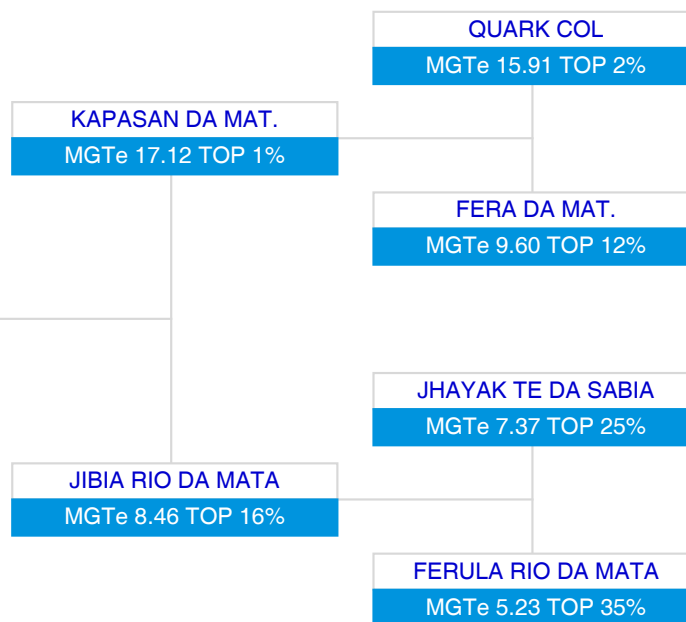 QUARK COL
MGTe 15.91 TOP 2%
KAPASAN DA MAT.
MGTe 17.12 TOP 1%
FERA DA MAT.
MGTe 9.60 TOP 12%
JHAYAK TE DA SABIA
MGTe 7.37 TOP 25%
JIBIA RIO DA MATA
MGTe 8.46 TOP 16%
FERULA RIO DA MATA
MGTe 5.23 TOP 35%